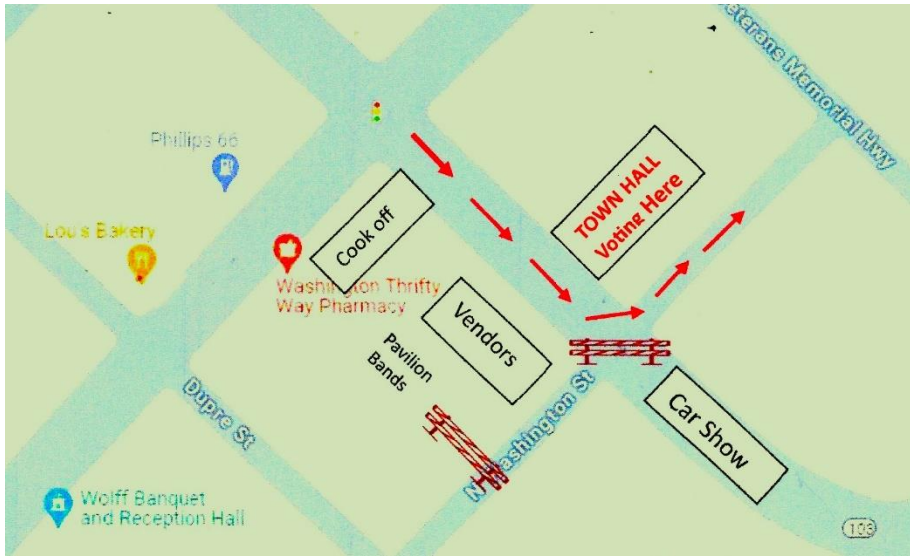 Veterans Memorial Hwy
Phillips 66
TOWN HALL
Voting Here
Cook off
Lou's Bakery
Washington Thrifty
Way Pharmacy
Vendors
Pavilion
Bands
Dupre St
N Washington St
Car Show
Wolff Banquet
and Reception Hall
103